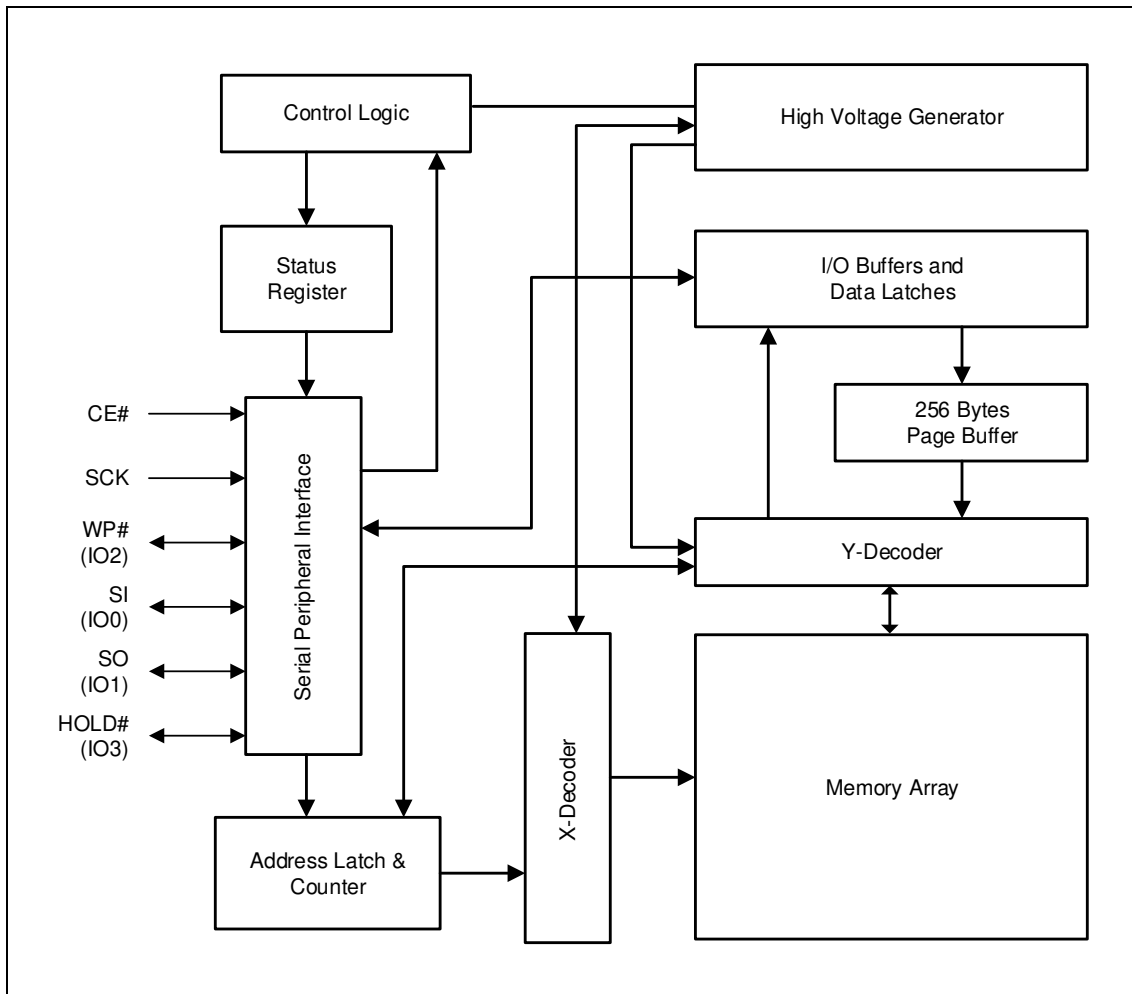 Control Logic
High Voltage Generator
Status
Register
I/O Buffers and
Data Latches
256 Bytes
Page Buffer
CE#
SCK
WP#
(IO2)
SI
(IO0)
SO
(IO1)
HOLD#
(IO3)
Serial Peripheral Interface
Y-Decoder
X-Decoder
Memory Array
Address Latch &
Counter